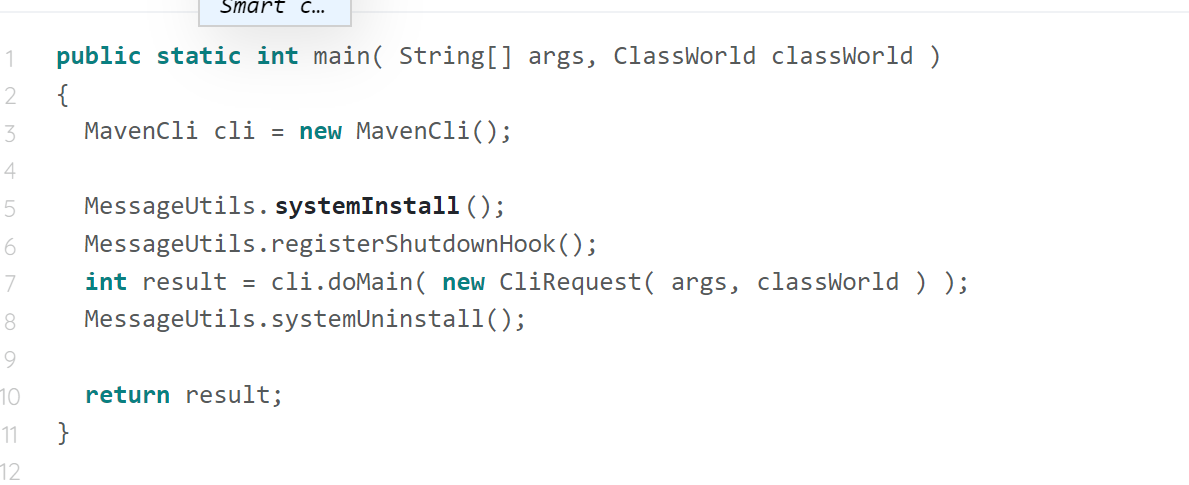 Smart c…
1 public static int main( String[] args, ClassWorld classWorld )
2 {
3 MavenCli cli = new MavenCli();
4
5 MessageUtils.systemInstall();
6 MessageUtils.registerShutdownHook();
7 int result = cli.doMain( new CliRequest( args, classWorld ) );
8 MessageUtils.systemUninstall();
9
10 return result;
11 }
12